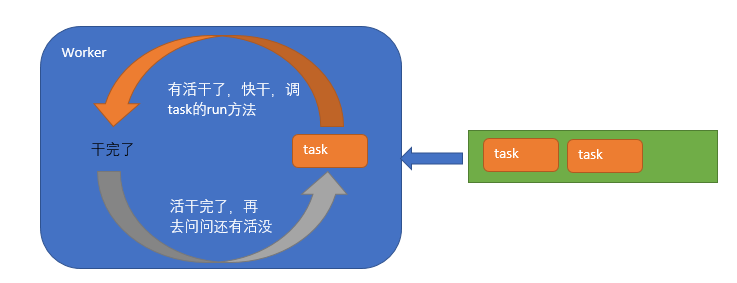 Worker
有活干了，快干，调
task的run方法
干完了
task
task
task
活干完了，再
去问问还有活没